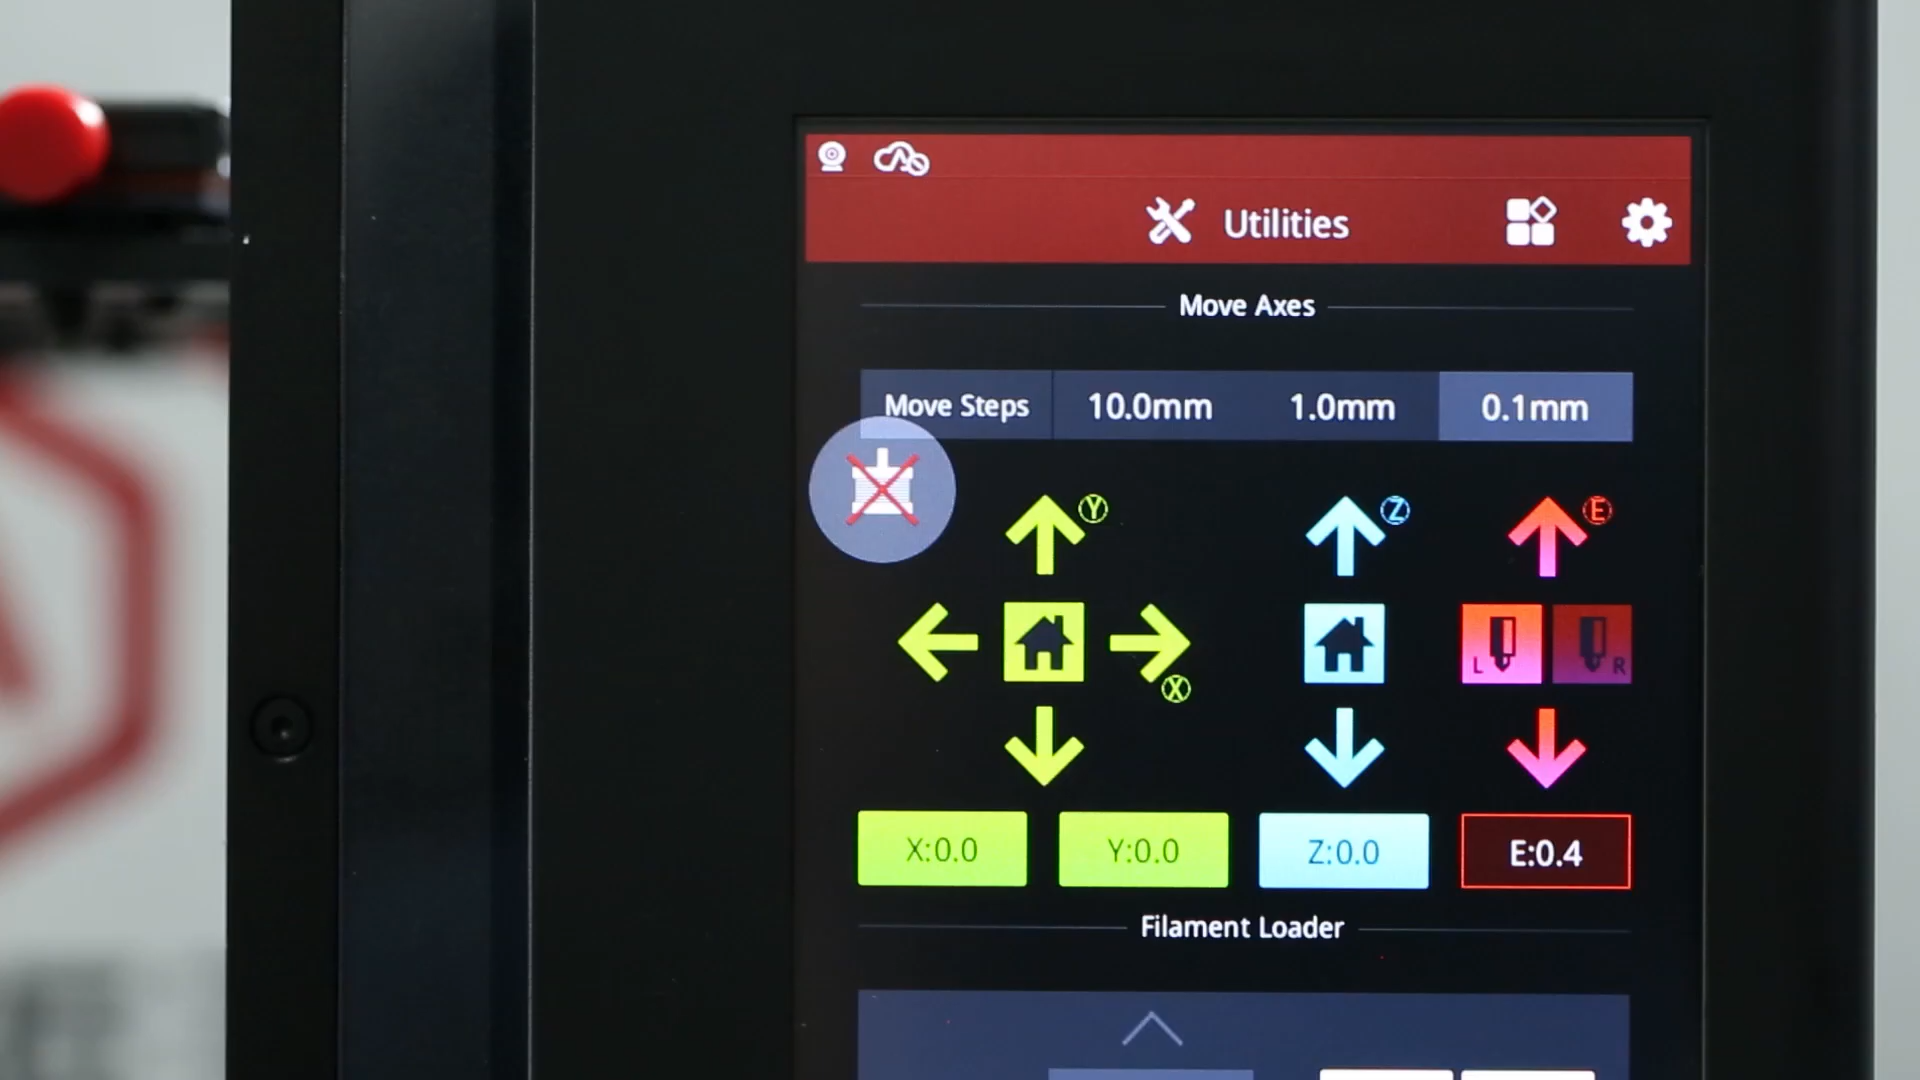 Utilities
Move Axes
Move Steps 10.0mm 1.0mm 0.1mm
Y Z E
X
L R
X:0.0 Y:0.0 Z:0.0 E:0.4
Filament Loader